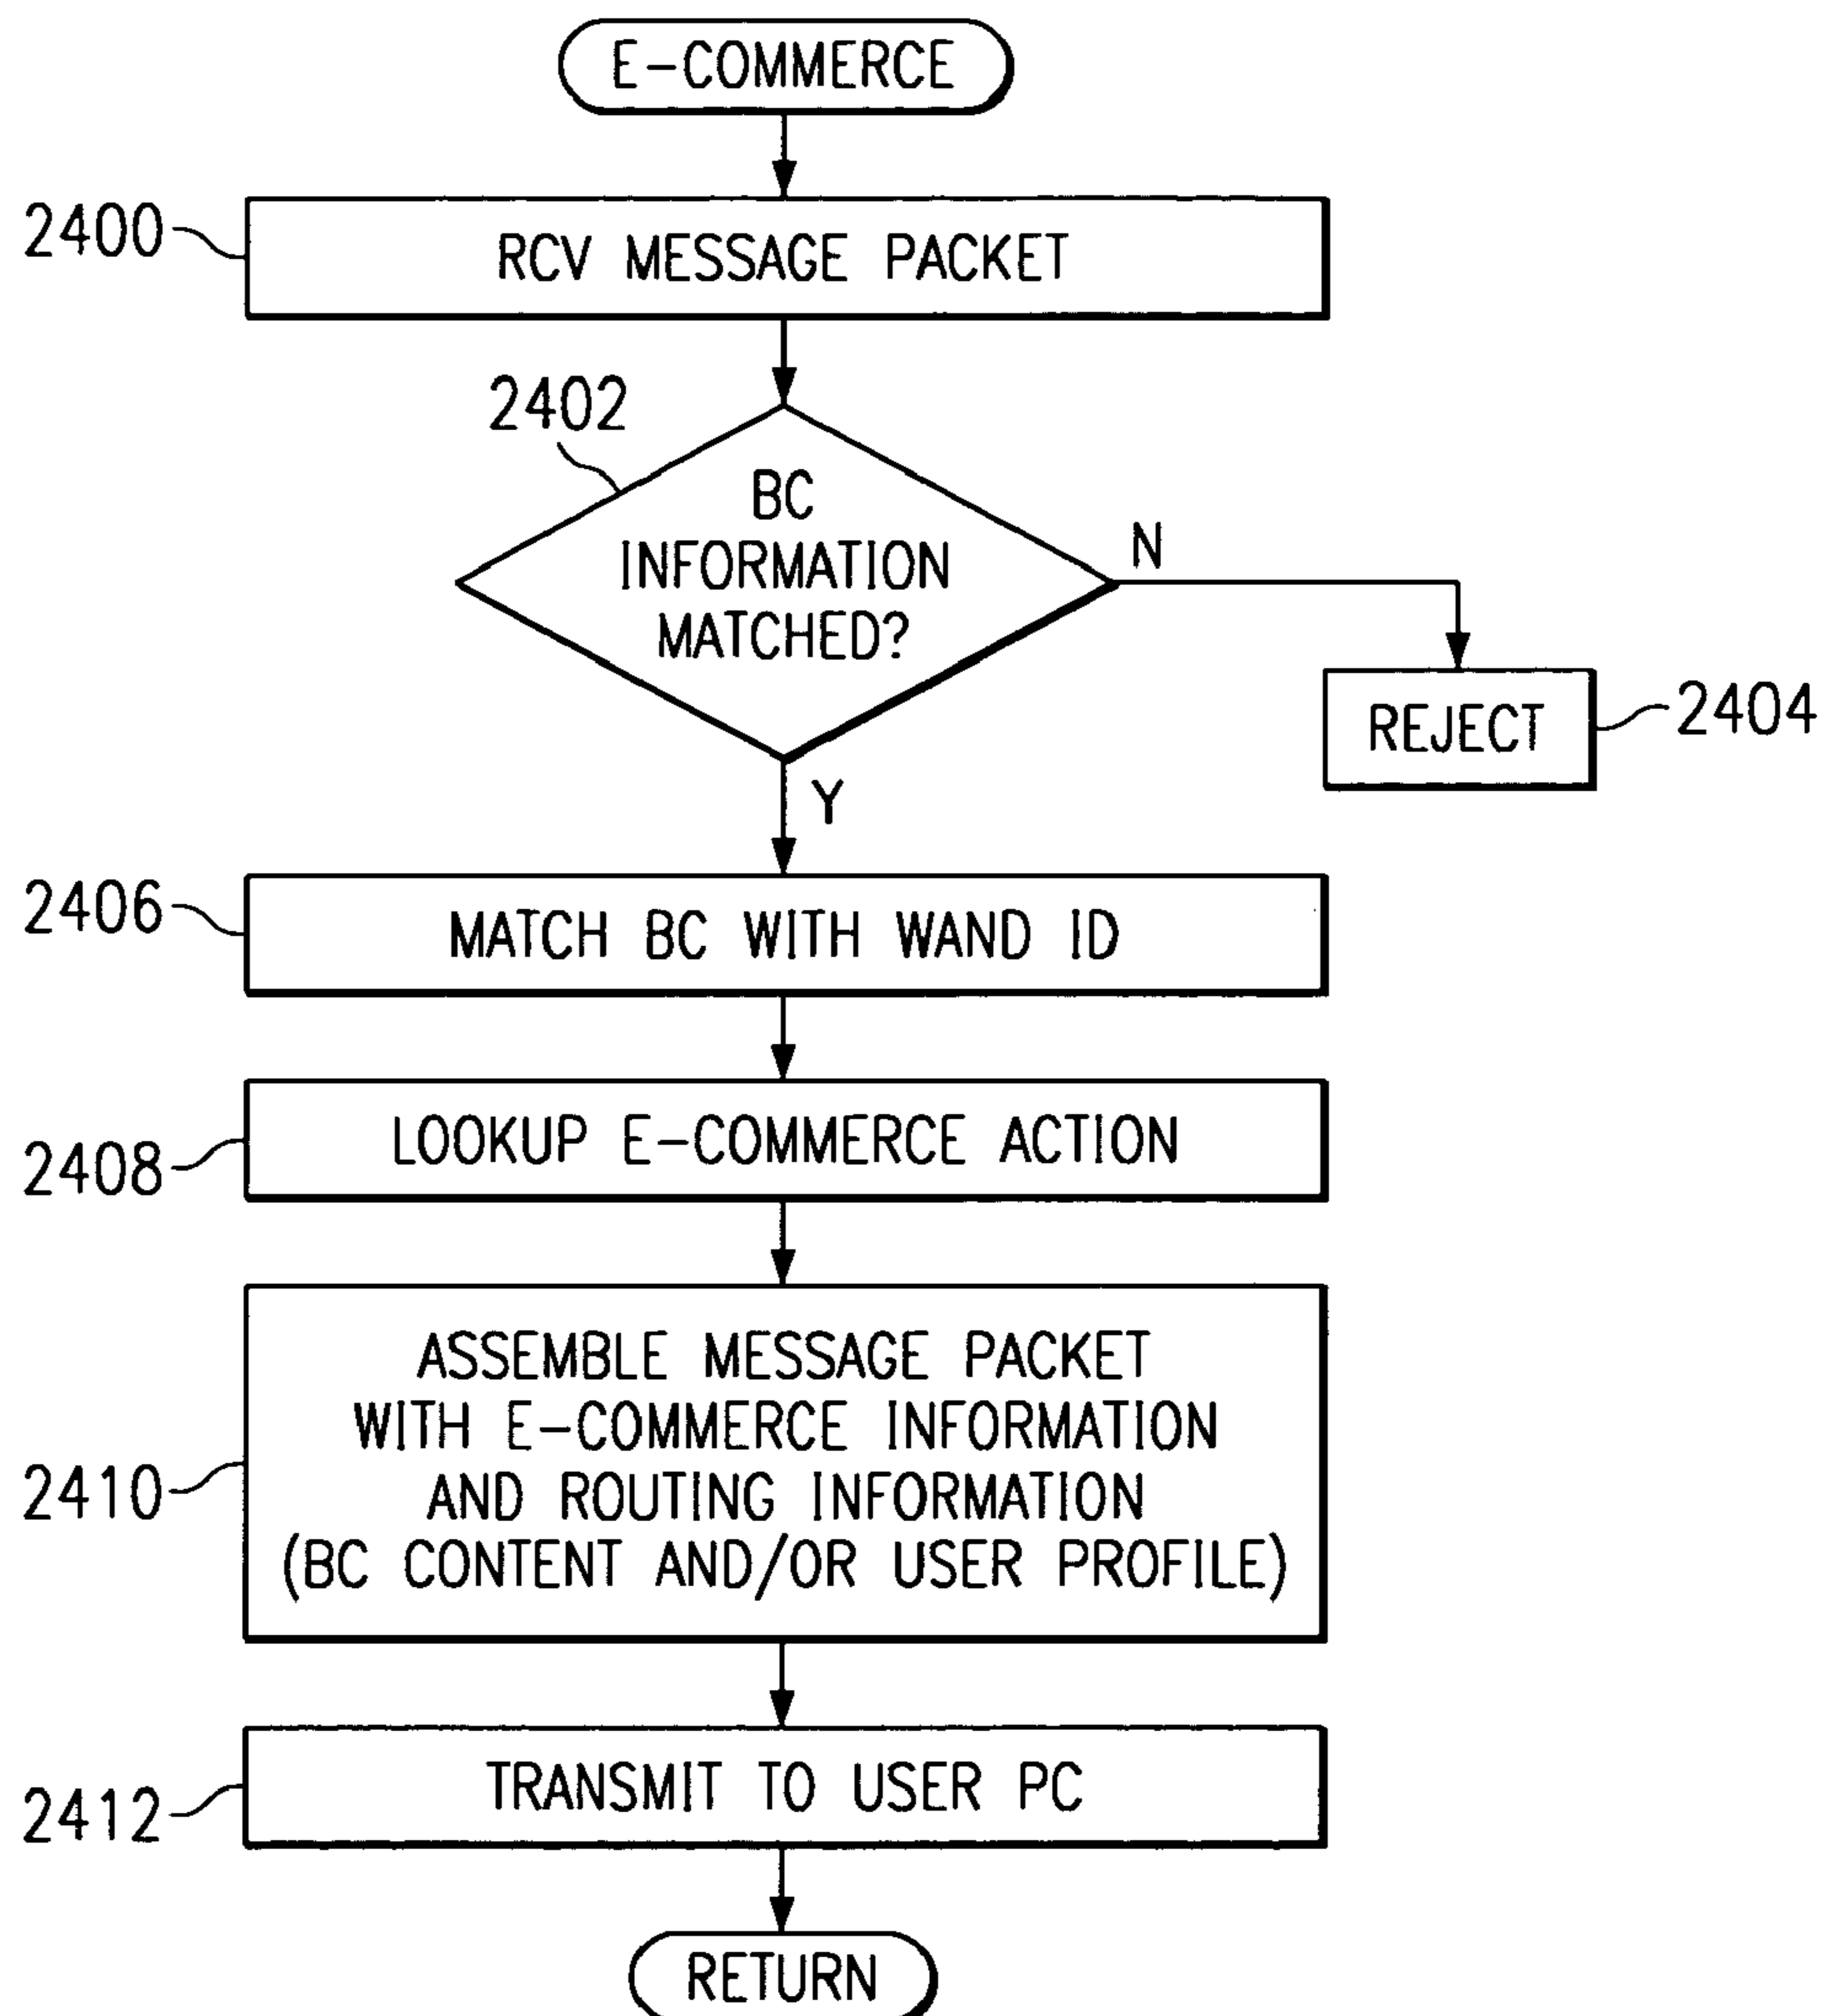 E-COMMERCE
2400
RCV MESSAGE PACKET
2402
BC
INFORMATION
MATCHED?
N
REJECT
2404
Y
2406
MATCH BC WITH WAND ID
2408
LOOKUP E-COMMERCE ACTION
2410
ASSEMBLE MESSAGE PACKET
WITH E-COMMERCE INFORMATION
AND ROUTING INFORMATION
(BC CONTENT AND/OR USER PROFILE)
2412
TRANSMIT TO USER PC
RETURN